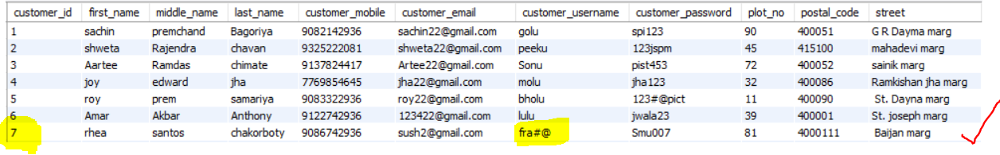 customer_id first_name middle_name last_name customer_mobile customer_email customer_username customer_password plot_no postal_code street
1 sachin premchand Bagoriya 9082142936 sachin22@gmail.com golu spi123 90 400051 G R Dayma marg
2 shweta Rajendra chavan 9325222081 shweta22@gmail.com peeku 123jspm 45 415100 mahadevi marg
3 Aartee Ramdas chimate 9137824417 Artee22@gmail.com Sonu pist453 72 400052 sainik marg
4 joy edward jha 7769854645 jha22@gmail.com molu jha123 32 400086 Ramkishan jha marg
5 roy prem samariya 9083322936 roy22@gmail.com bholu 123#@pict 11 400090 St. Dayna marg
6 Amar Akbar Anthony 9122742936 123422@gmail.com lulu jwala23 39 400001 St. joseph marg
7 rhea santos chakorboty 9086742936 sush2@gmail.com fra#@ Smu007 81 4000111 Baijan marg